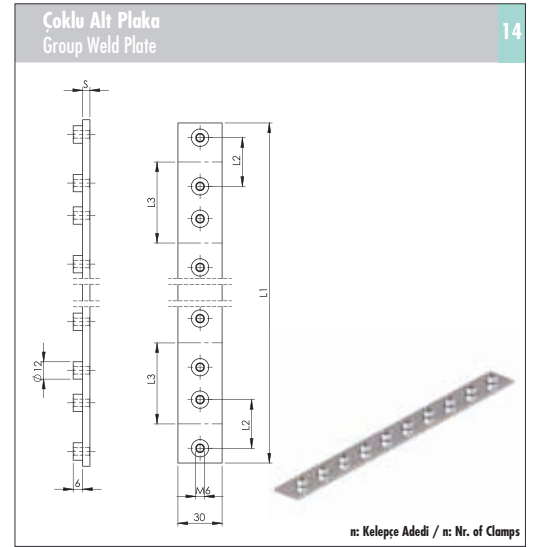 Çoklu Alt Plaka
Group Weld Plate
14
S
L2
L3
L1
Ø12
L3
L2
6
M6
30
n: Kelepçe Adedi / n: Nr. of Clamps